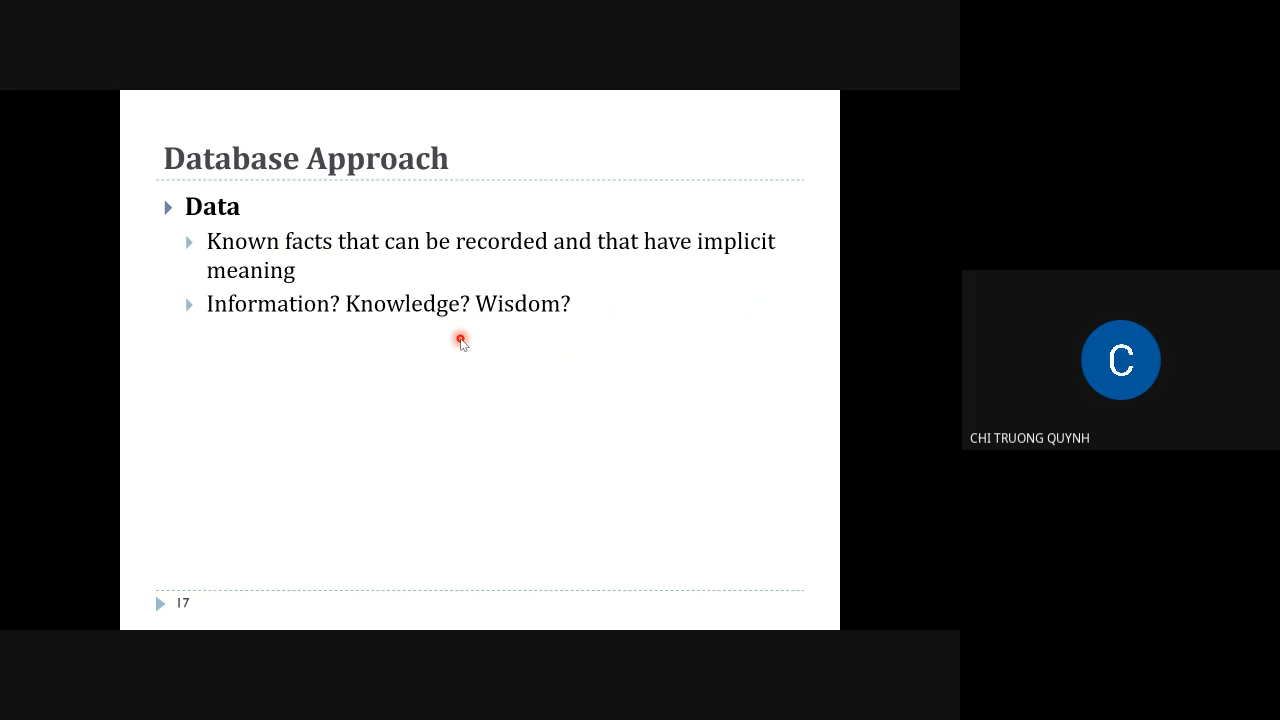 Database Approach
Data
Known facts that can be recorded and that have implicit
meaning
Information? Knowledge? Wisdom?
17
C
CHI TRUONG QUYNH